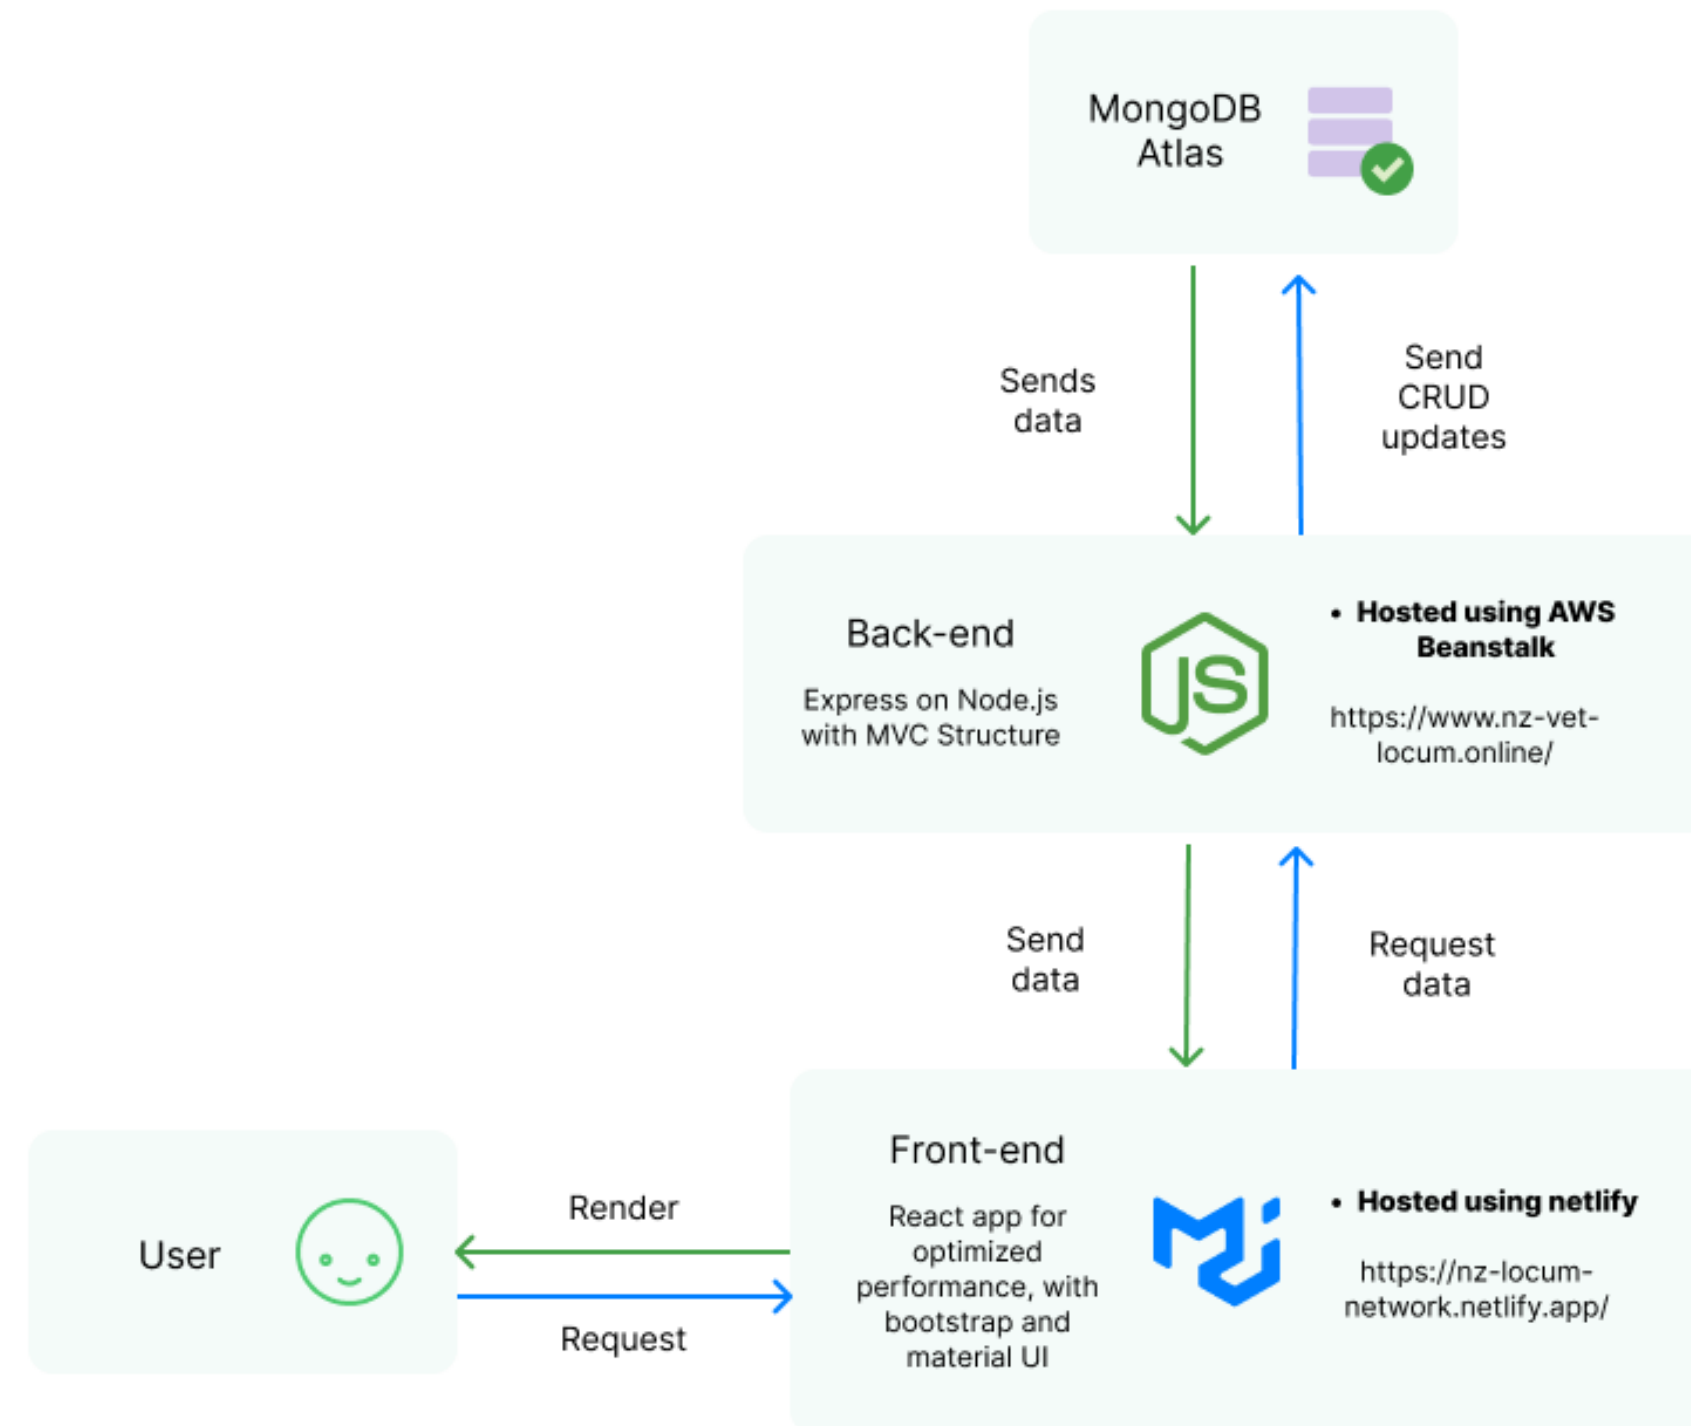 MongoDB
Atlas
Sends
data
Send
CRUD
updates
Back-end
Express on Node.js
with MVC Structure
JS
• Hosted using AWS
Beanstalk
https://www.nz-vet-
locum.online/
Send
data
Request
data
User
Render
Request
Front-end
React app for
optimized
performance, with
bootstrap and
material UI
• Hosted using netlify
https://nz-locum-
network.netlify.app/